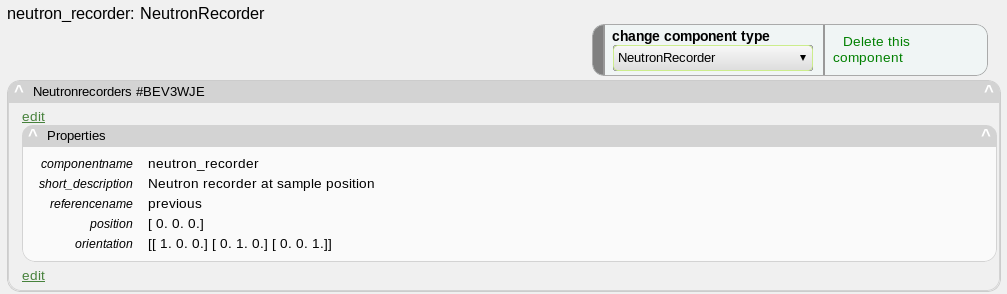 neutron_recorder: NeutronRecorder
change component type
NeutronRecorder ▼
Delete this
component
^ Neutronrecorders #BEV3WJE ^
edit
^ Properties ^
componentname neutron_recorder
short_description Neutron recorder at sample position
referencename previous
position [ 0. 0. 0.]
orientation [[ 1. 0. 0.] [ 0. 1. 0.] [ 0. 0. 1.]]
edit